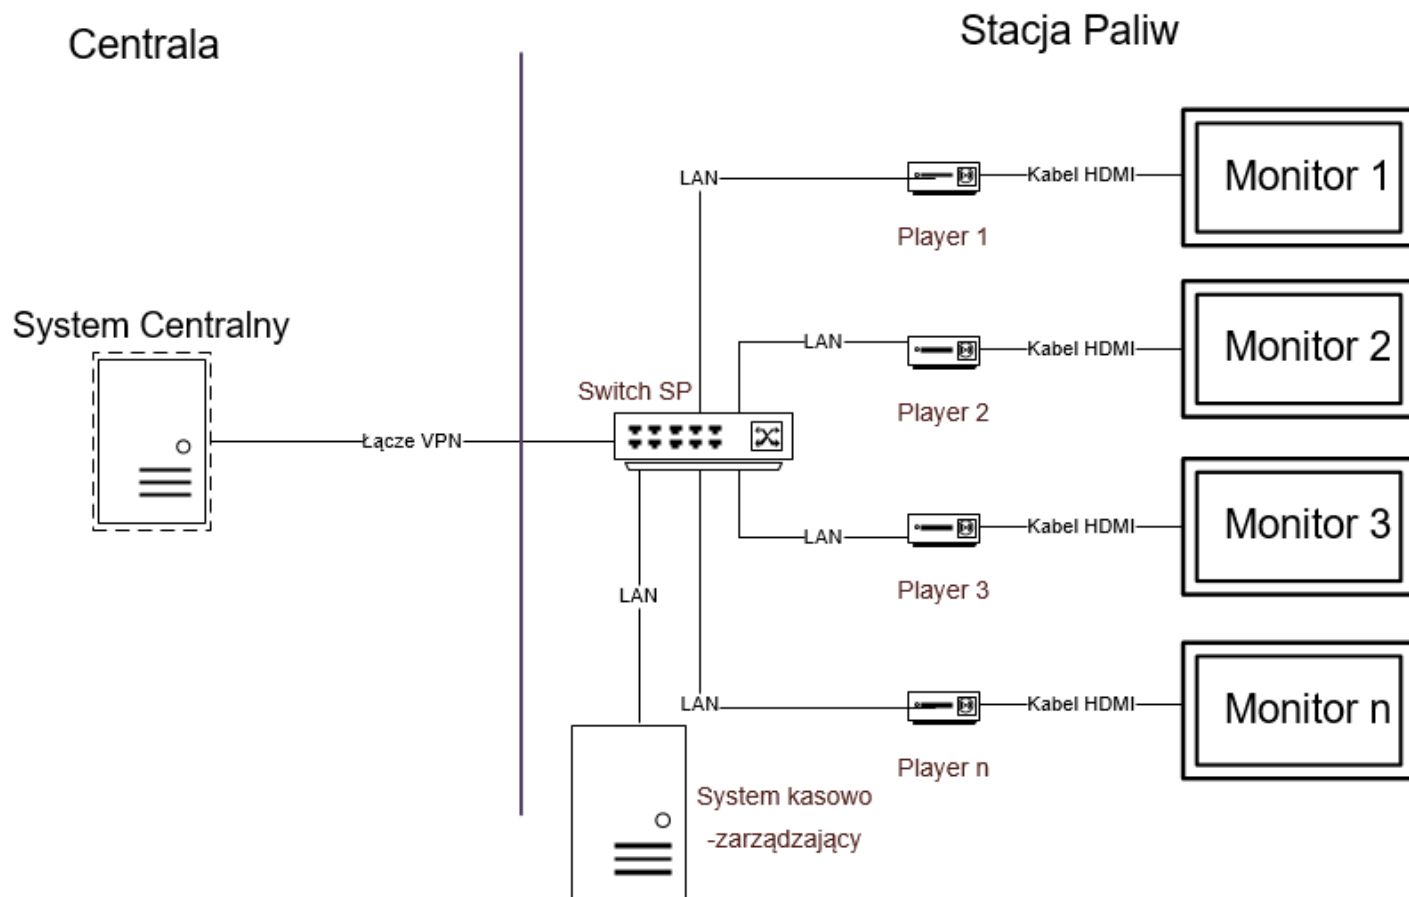 Centrala
Stacja Paliw
LAN
Kabel HDMI
Monitor 1
Player 1
System Centralny
LAN
Kabel HDMI
Monitor 2
Switch SP
Player 2
Łącze VPN
LAN
Kabel HDMI
Monitor 3
Player 3
LAN
LAN
Kabel HDMI
Monitor n
Player n
System kasowo
-zarządzający